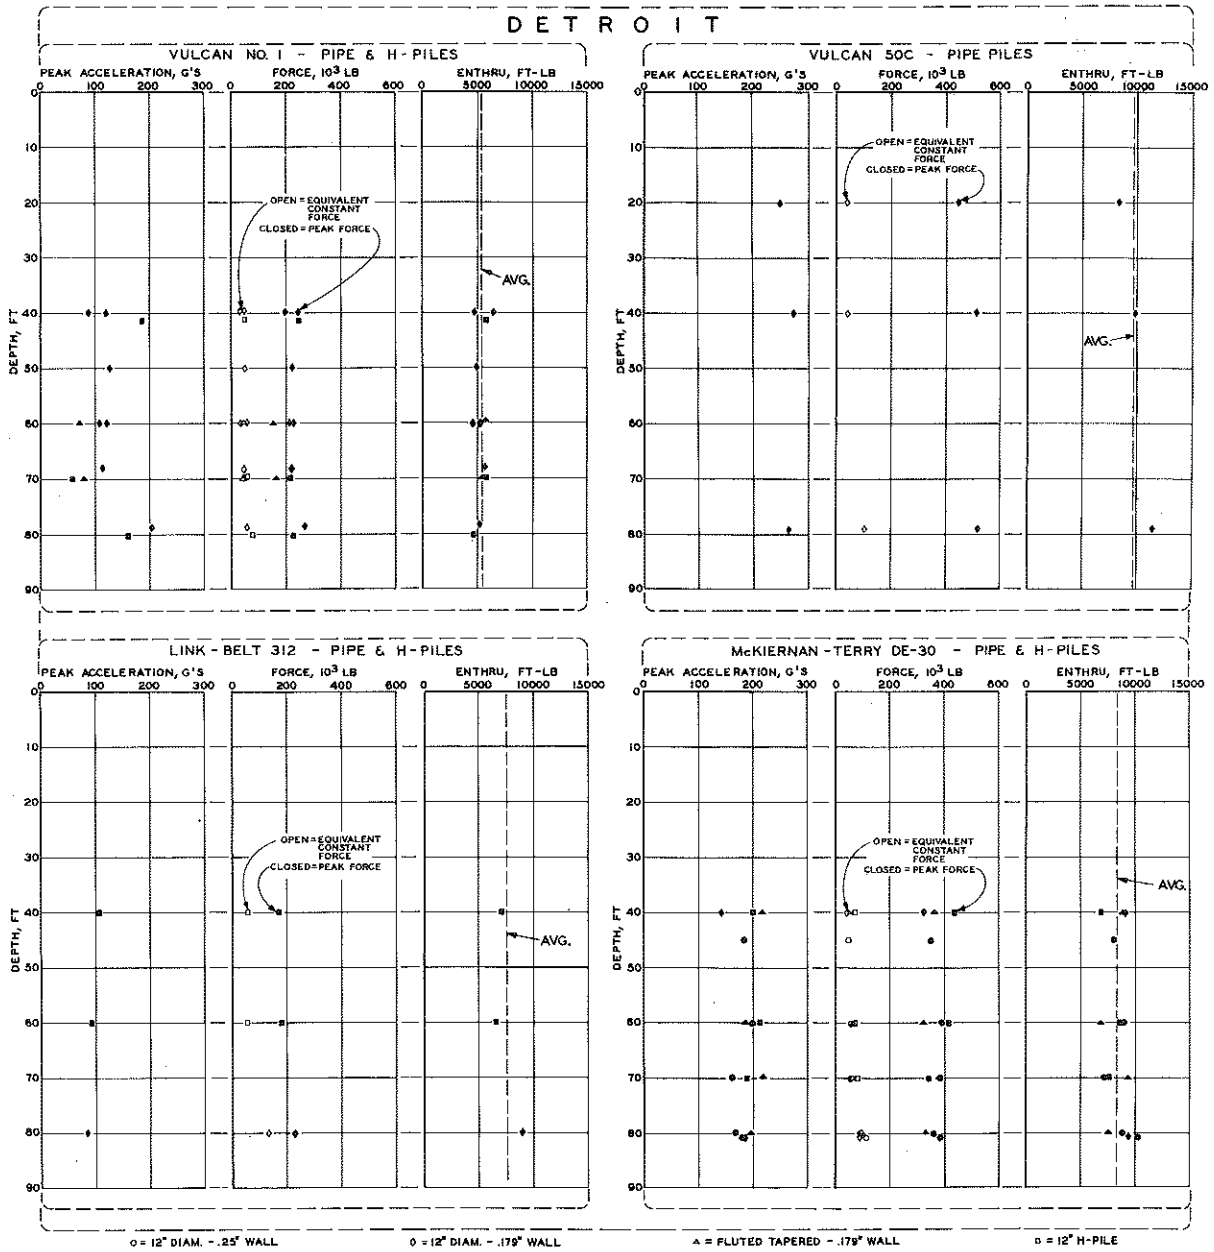 DETROIT
VULCAN NO. 1 - PIPE & H-PILES
PEAK ACCELERATION, G'S
FORCE, 10³ LB
ENTHRU, FT-LB
0 100 200 300
0 200 400 600
0 5000 10000 15000
DEPTH, FT
0
10
20
30
40
50
60
70
80
90
OPEN = EQUIVALENT
CONSTANT
FORCE
CLOSED = PEAK FORCE
AVG.
VULCAN 50C - PIPE PILES
PEAK ACCELERATION, G'S
FORCE, 10³ LB
ENTHRU, FT-LB
0 100 200 300
0 200 400 600
0 5000 10000 15000
DEPTH, FT
0
10
20
30
40
50
60
70
80
90
OPEN = EQUIVALENT
CONSTANT
FORCE
CLOSED = PEAK FORCE
AVG.
LINK-BELT 312 - PIPE & H-PILES
PEAK ACCELERATION, G'S
FORCE, 10³ LB
ENTHRU, FT-LB
0 100 200 300
0 200 400 600
0 5000 10000 15000
DEPTH, FT
0
10
20
30
40
50
60
70
80
90
OPEN = EQUIVALENT
CONSTANT
FORCE
CLOSED = PEAK FORCE
AVG.
McKIERNAN-TERRY DE-30 - PIPE & H-PILES
PEAK ACCELERATION, G'S
FORCE, 10³ LB
ENTHRU, FT-LB
0 100 200 300
0 200 400 600
0 5000 10000 15000
DEPTH, FT
0
10
20
30
40
50
60
70
80
90
OPEN = EQUIVALENT
CONSTANT
FORCE
CLOSED = PEAK FORCE
AVG.
= 12" DIAM. - .25" WALL
= 12" DIAM. - .179" WALL
= FLUTED TAPERED - .179" WALL
= 12" H-PILE